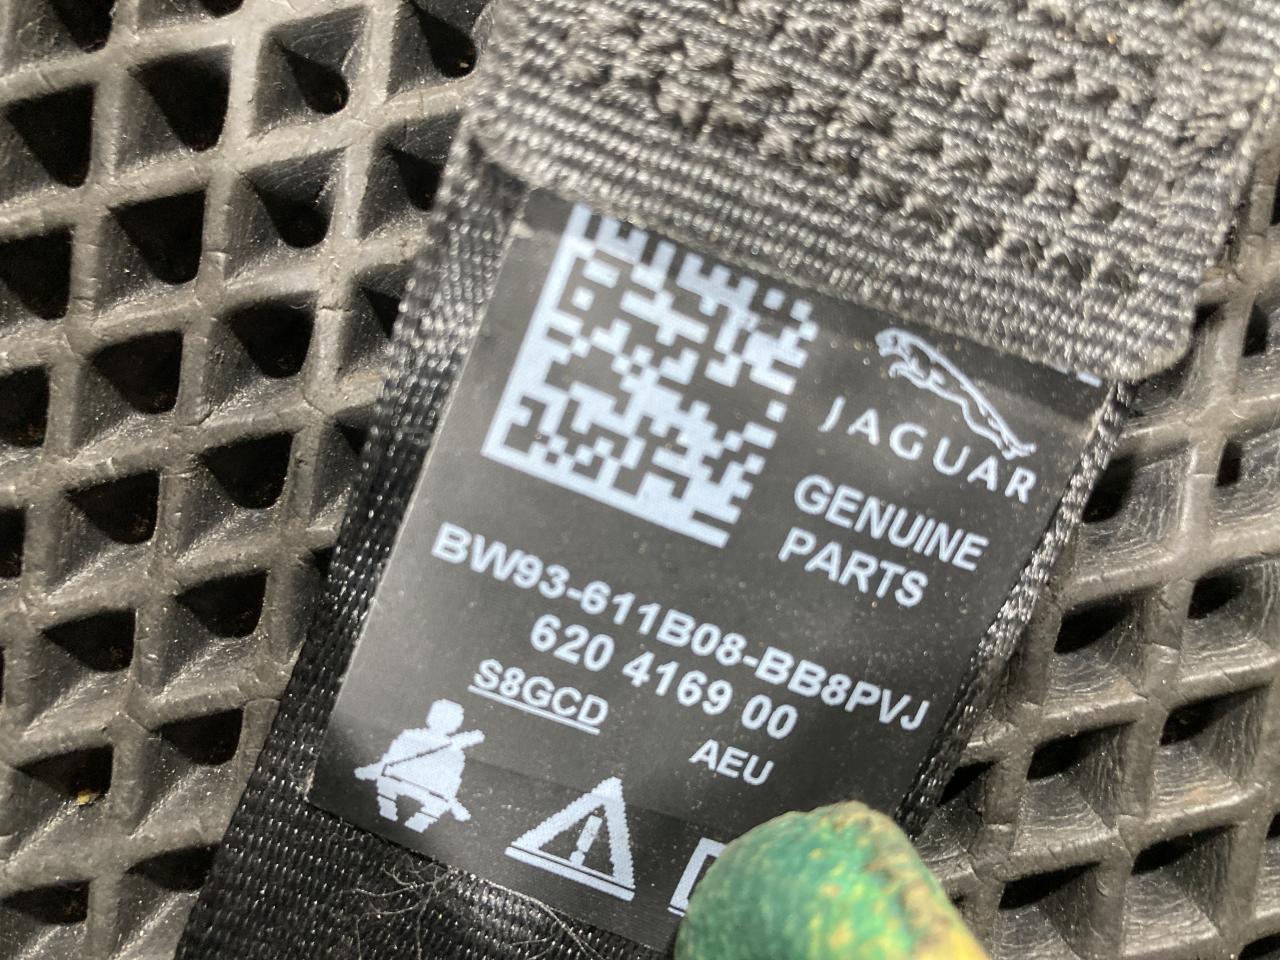 JAGUAR
GENUINE
PARTS
BW93-611B08-BB8PVJ
620 4169 00
S8GCD
AEU